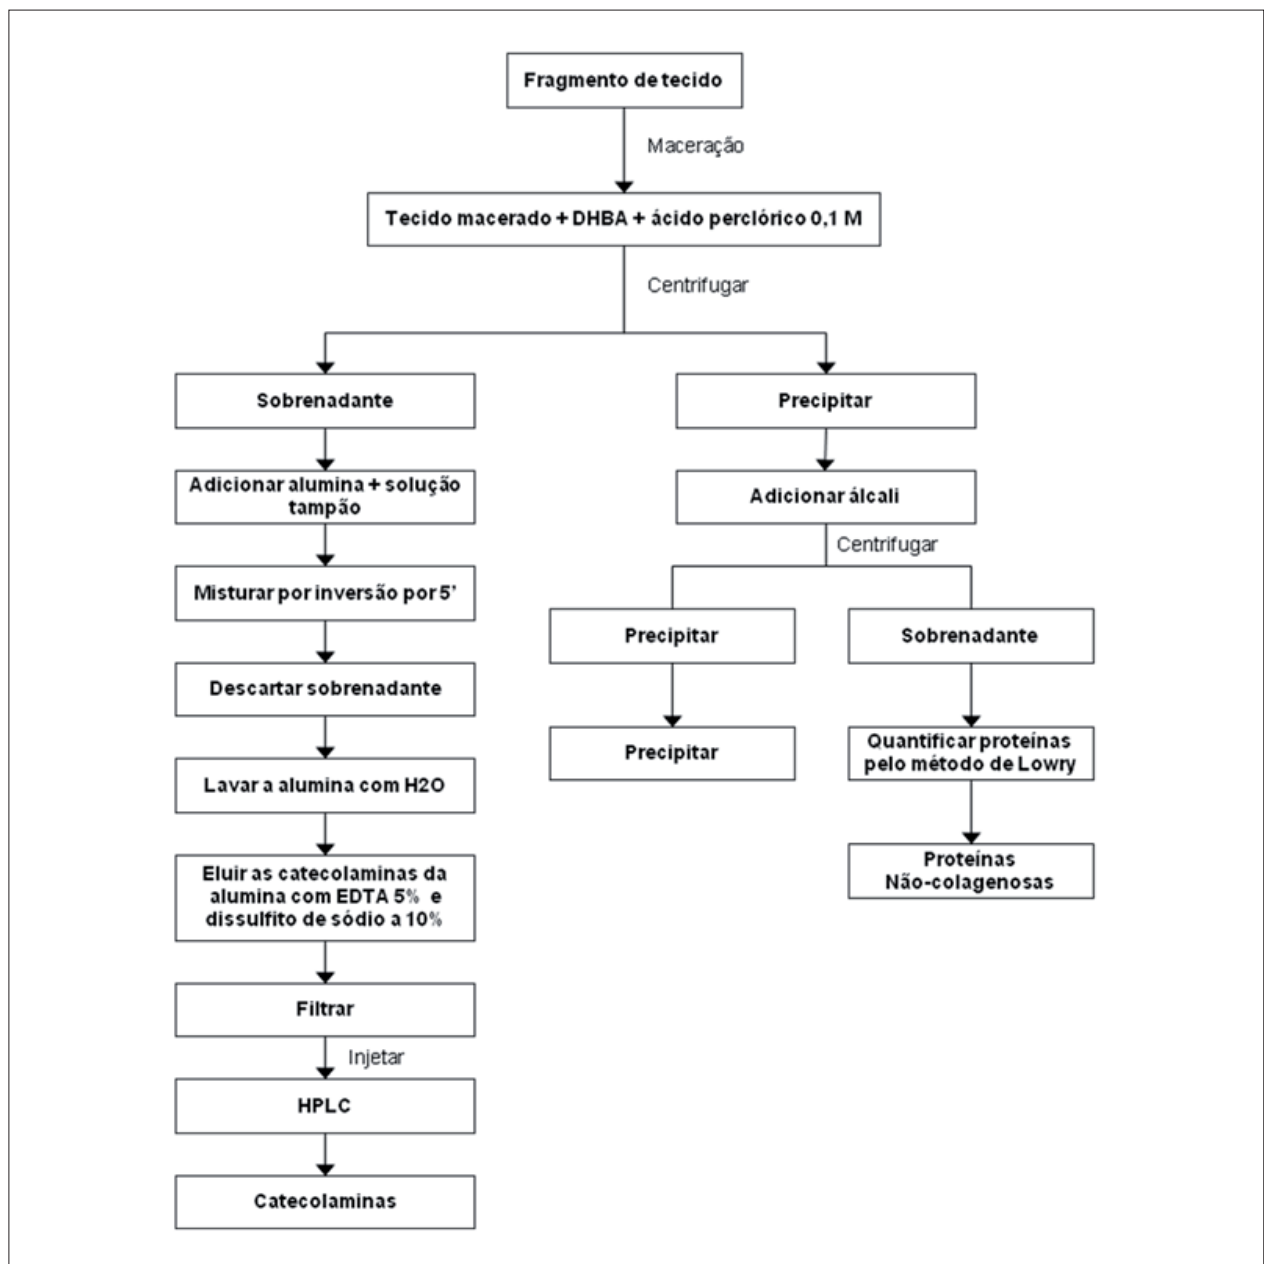 Fragmento de tecido
Maceração
Tecido macerado + DHBA + ácido perclórico 0,1 M
Centrifugar
Sobrenadante
Adicionar alumina + solução
tampão
Misturar por inversão por 5'
Descartar sobrenadante
Lavar a alumina com H2O
Eluir as catecolaminas da
alumina com EDTA 5% e
dissulfito de sódio a 10%
Filtrar
Injetar
HPLC
Catecolaminas
Precipitar
Adicionar álcali
Centrifugar
Precipitar
Precipitar
Sobrenadante
Quantificar proteínas
pelo método de Lowry
Proteínas
Não-colagenosas